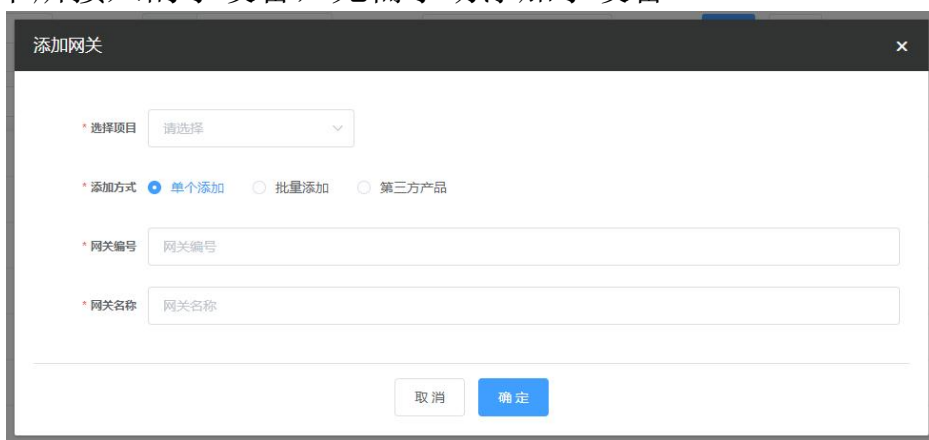 添加网关 ×
* 选择项目 请选择
* 添加方式 单个添加 批量添加 第三方产品
* 网关编号 网关编号
* 网关名称 网关名称
取消 确定